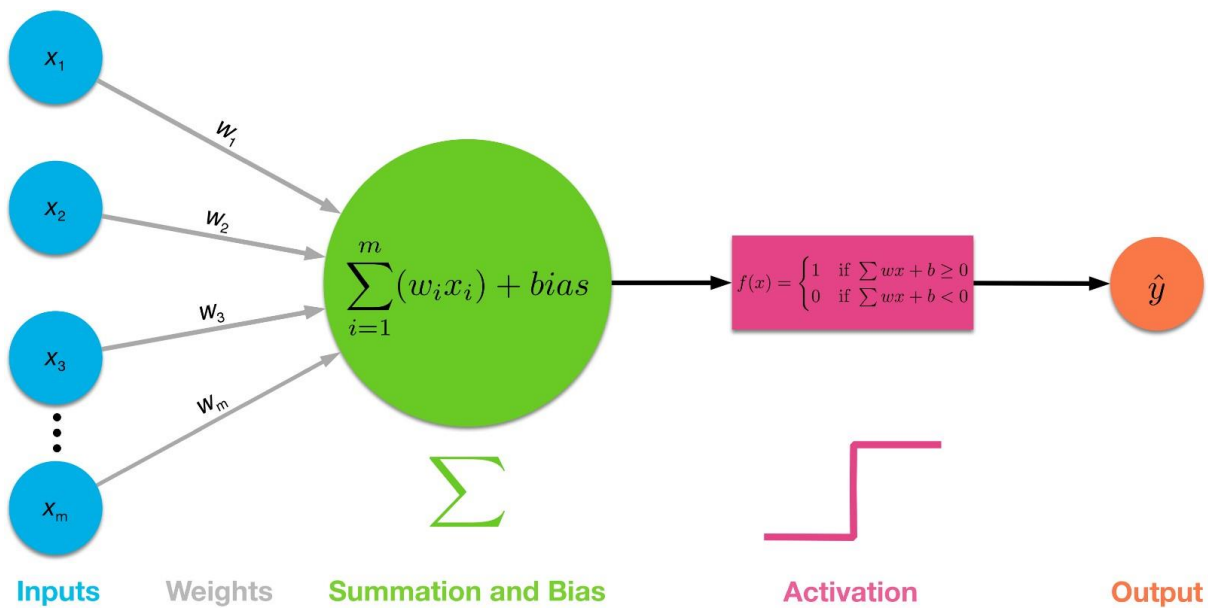 x₁
x₂
x₃
xₘ
w₁
w₂
w₃
wₘ
m
∑(wᵢxᵢ) + bias
i=1
f(x) = {1 if ∑ wx + b ≥ 0
0 if ∑ wx + b < 0
ŷ
∑
Inputs Weights Summation and Bias Activation Output